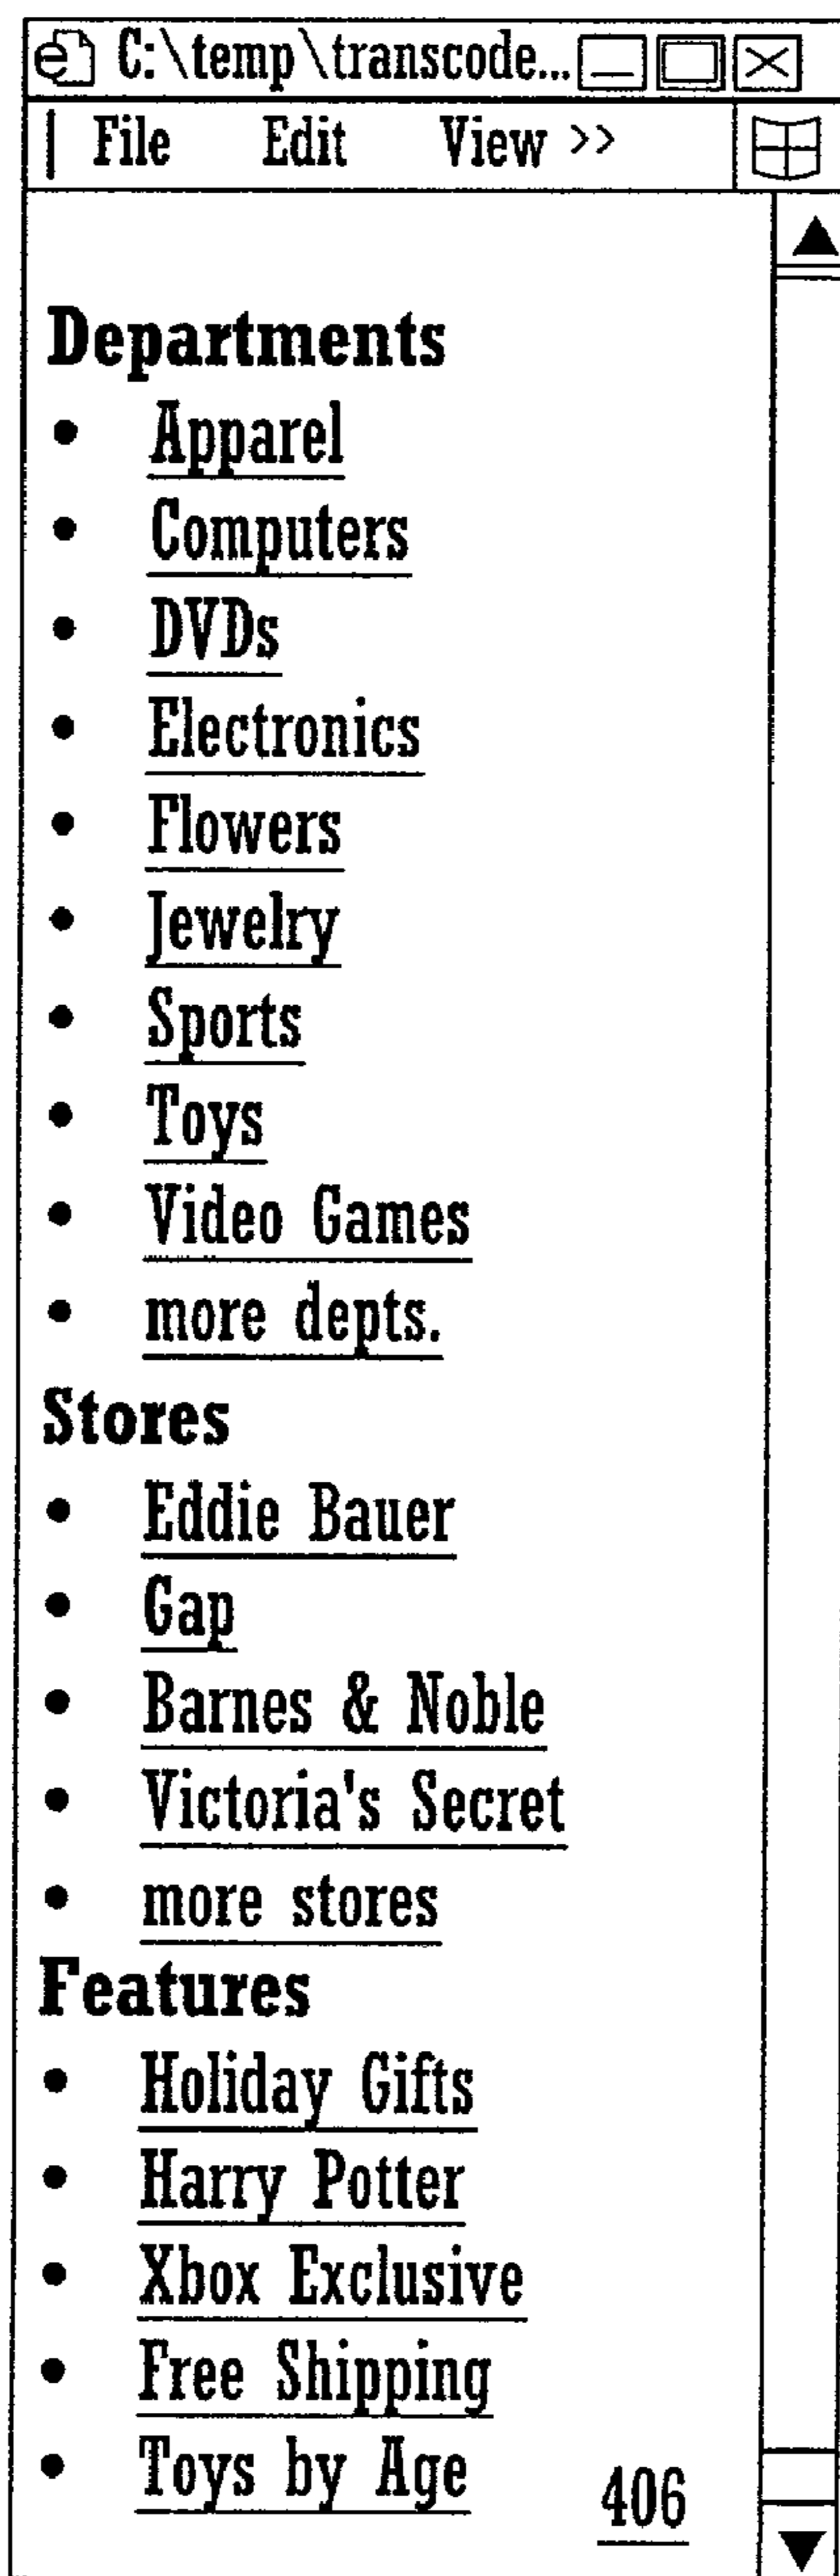 C:\temp\transcode...
File Edit View >>
Departments
• Apparel
• Computers
• DVDs
• Electronics
• Flowers
• Jewelry
• Sports
• Toys
• Video Games
• more depts.
Stores
• Eddie Bauer
• Gap
• Barnes & Noble
• Victoria's Secret
• more stores
Features
• Holiday Gifts
• Harry Potter
• Xbox Exclusive
• Free Shipping
• Toys by Age
406